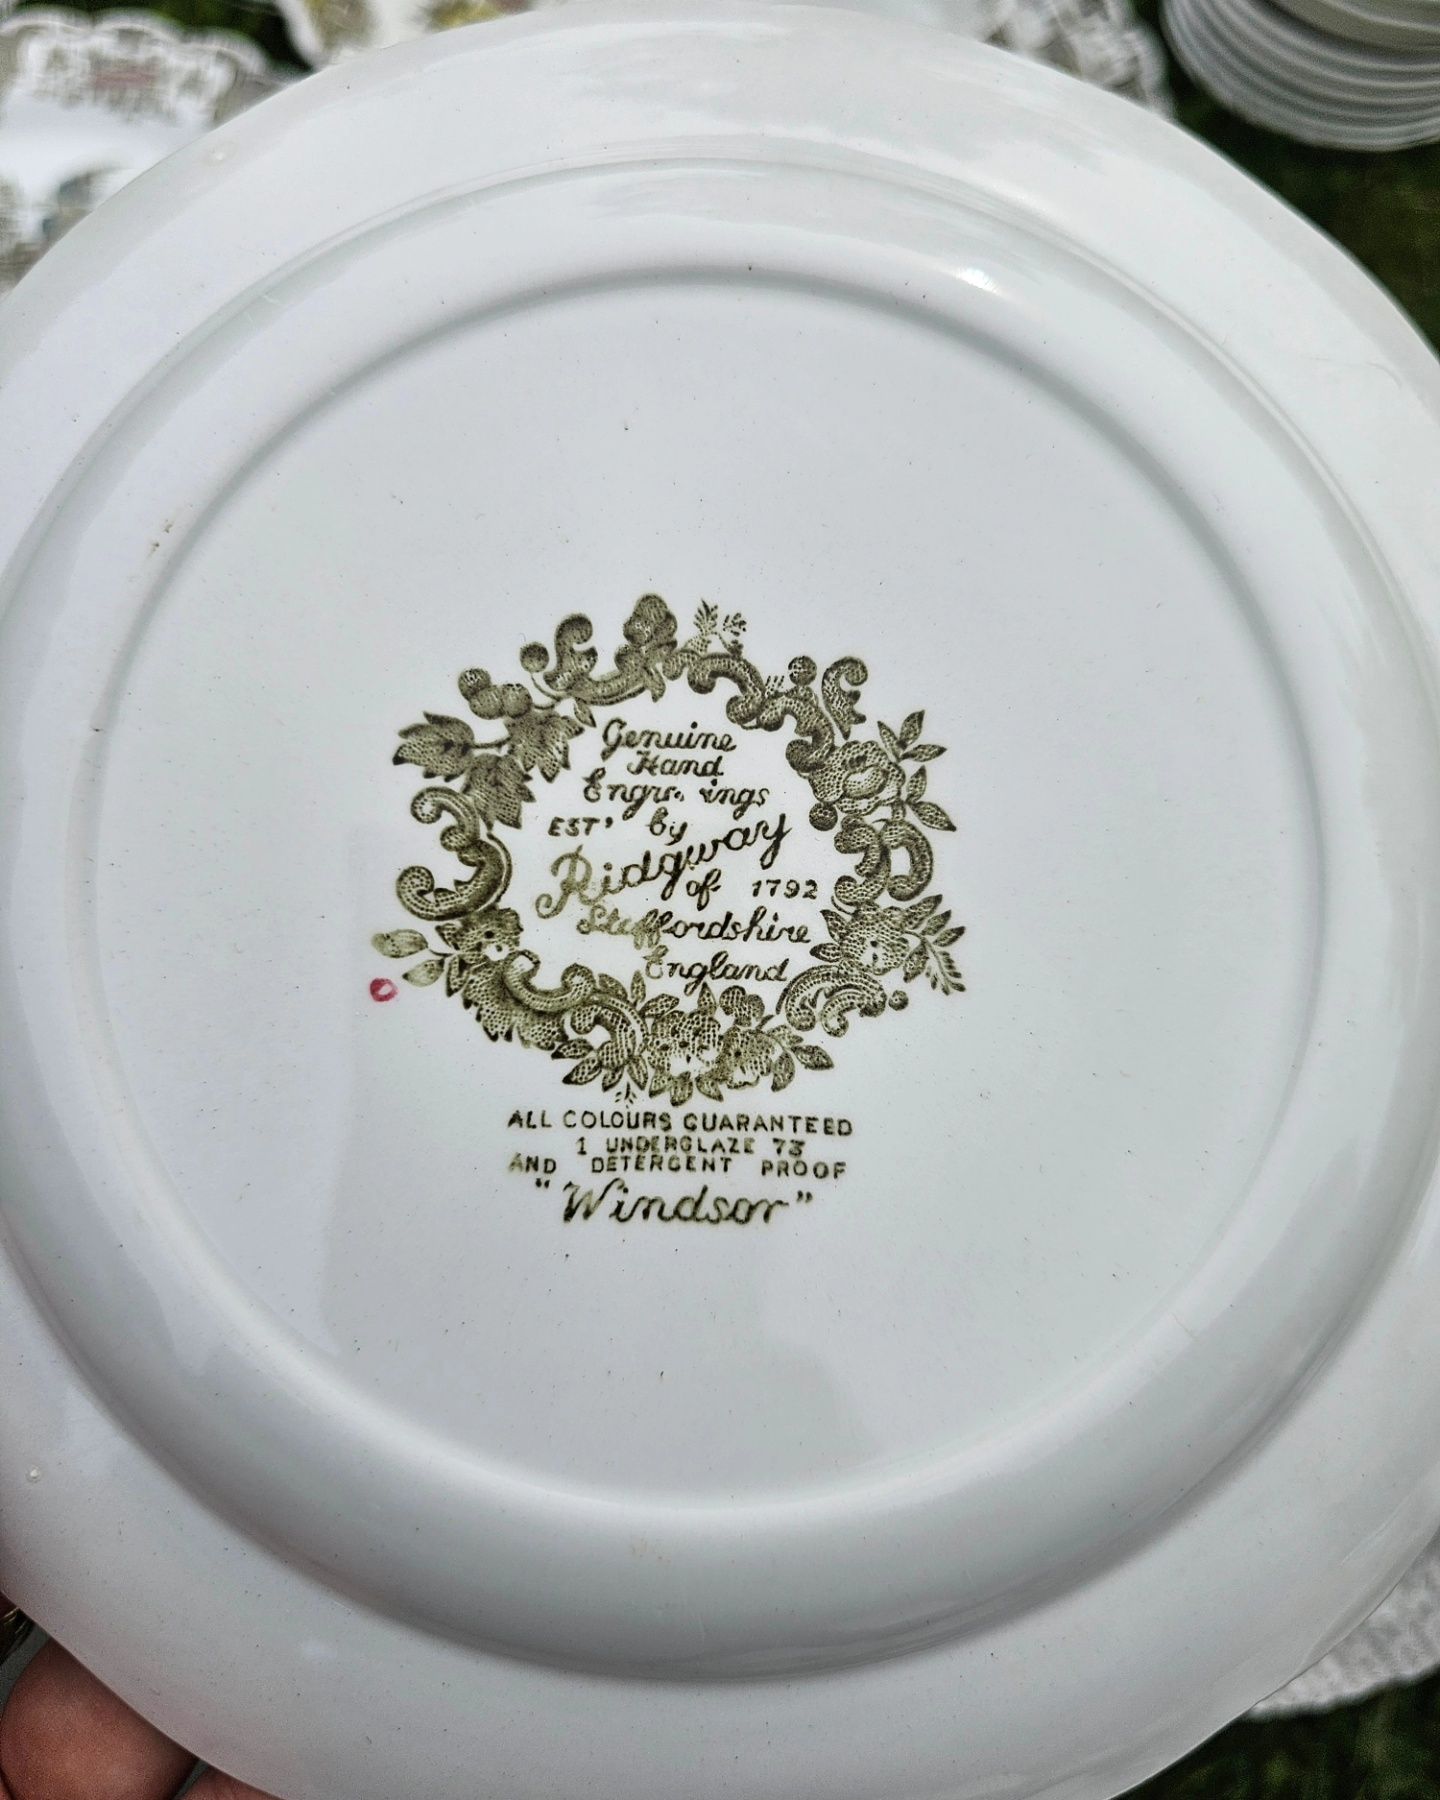 Genuine
Hand
Engravings
EST' by
Ridgway
of 1792
Staffordshire
England
ALL COLOURS GUARANTEED
1 UNDERGLAZE 73
AND DETERGENT PROOF
"Windsor"